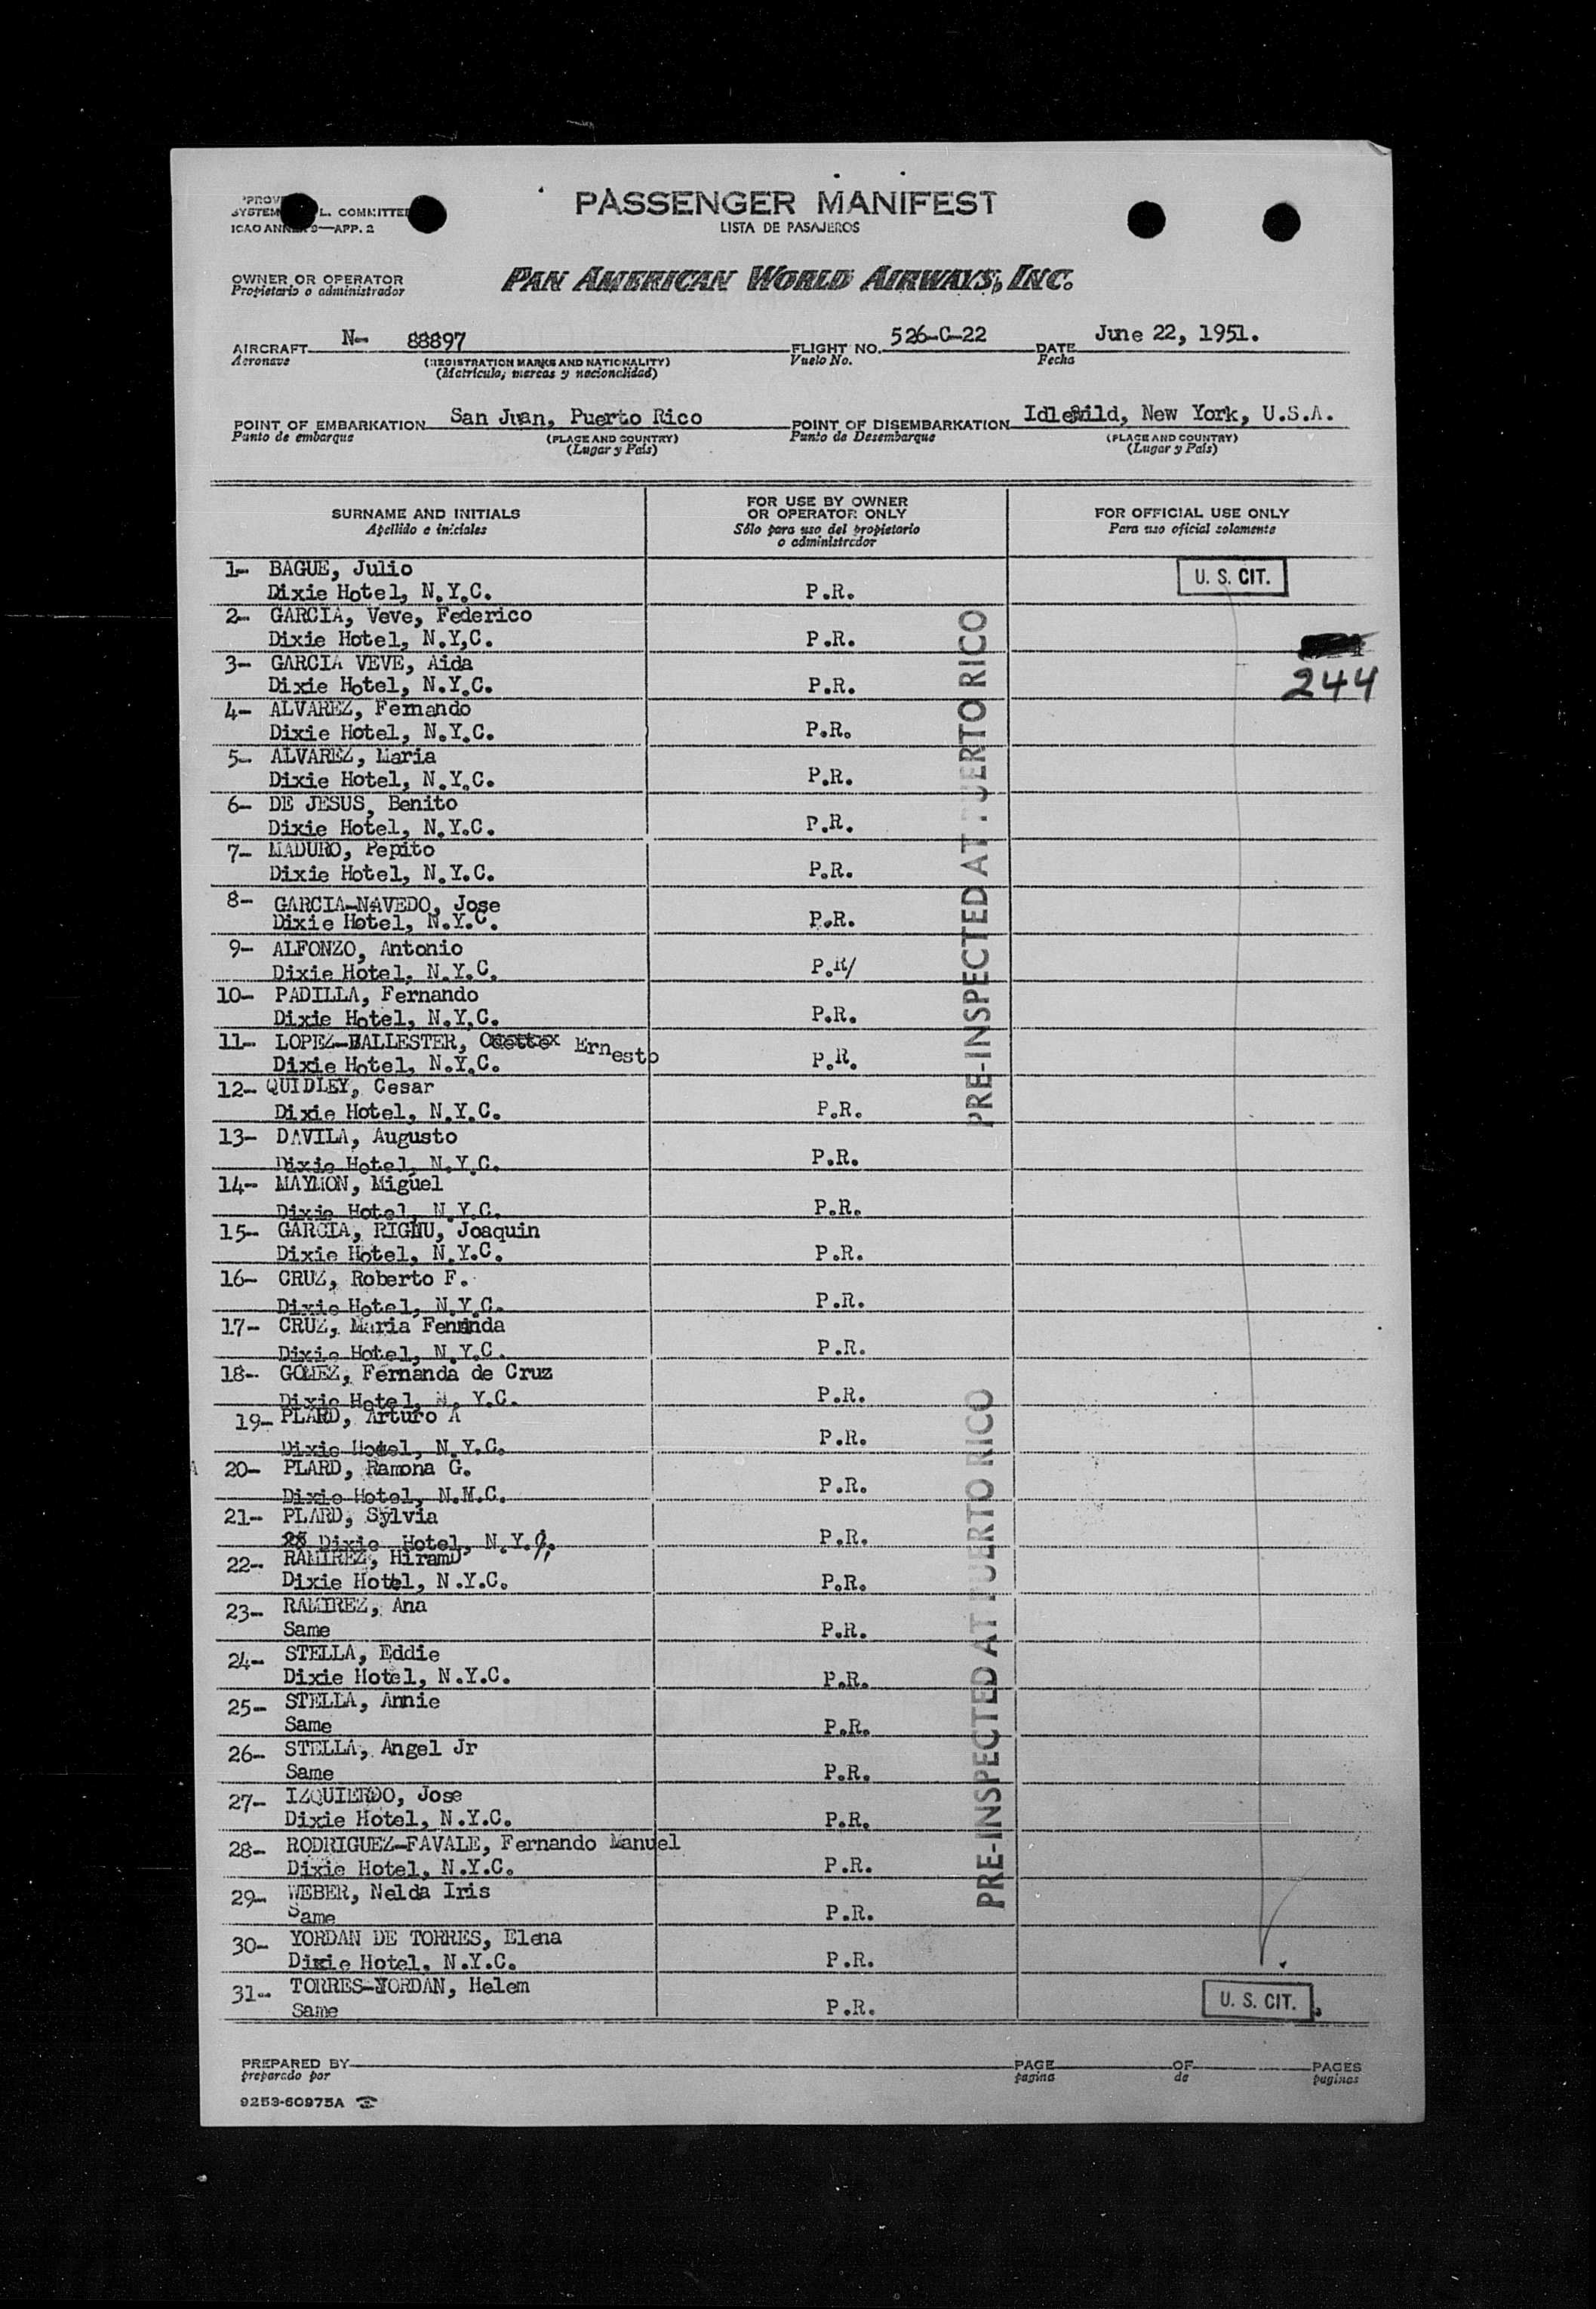 PASSENGER MANIFEST
LISTA DE PASAJEROS
L. COMMITTEE
ICAO ANNEX 9—APP. 2
OWNER OR OPERATOR
Propietario o administrador
PAN AMERICAN WORLD AIRWAYS, INC.
AIRCRAFT N- 88897 FLIGHT NO. 526-C-22 DATE June 22, 1951.
Aeronave (REGISTRATION MARKS AND NATIONALITY) Vuelo No. Fecha
(Matricula, marcas y nacionalidad)
POINT OF EMBARKATION San Juan, Puerto Rico POINT OF DISEMBARKATION Idlewild, New York, U.S.A.
Punto de embarque (PLACE AND COUNTRY) Punto de Desembarque (PLACE AND COUNTRY)
(Lugar y País) (Lugar y País)
SURNAME AND INITIALS FOR USE BY OWNER OR OPERATOR ONLY FOR OFFICIAL USE ONLY
Apellido e iniciales Sólo para uso del propietario o administrador Para uso oficial solamente
1- BAGUE, Julio
Dixie Hotel, N.Y.C. P.R. U. S. CIT.
2- GARCIA, Veve, Federico
Dixie Hotel, N.Y,C. P.R.
3- GARCIA VEVE, Aida
Dixie Hotel, N.Y.C. P.R. 244
4- ALVAREZ, Fernando
Dixie Hotel, N.Y.C. P.R.
5- ALVAREZ, Maria
Dixie Hotel, N.Y.C. P.R.
6- DE JESUS, Benito
Dixie Hotel, N.Y.C. P.R.
7- MADURO, Pepito
Dixie Hotel, N.Y.C. P.R.
8- GARCIA-NAVEDO, Jose
Dixie Hotel, N.Y.C. P.R.
9- ALFONZO, Antonio
Dixie Hotel, N.Y.C. P.R/
10- PADILLA, Fernando
Dixie Hotel, N.Y.C. P.R.
11- LOPEZ-BALLESTER, Ernesto
Dixie Hotel, N.Y.C. P.R.
12- QUIDLEY, Cesar
Dixie Hotel, N.Y.C. P.R.
13- DAVILA, Augusto
Dixie Hotel, N.Y.C. P.R.
14- MAYMON, Miguel
Dixie Hotel, N.Y.C. P.R.
15- GARCIA, RIGHU, Joaquin
Dixie Hotel, N.Y.C. P.R.
16- CRUZ, Roberto F.
Dixie Hotel, N.Y.C. P.R.
17- CRUZ, Maria
Dixie Hotel, N.Y.C. P.R.
18- GOMEZ, Fernanda de Cruz
Dixie Hotel, N. Y.C. P.R.
19- PLARD, Arturo A
Dixie Hotel, N.Y.C. P.R.
20- PLARD, Ramona G.
Dixie Hotel, N.M.C. P.R.
21- PLARD, Sylvia
Dixie Hotel, N.Y.C. P.R.
22- RAMIREZ, Hiram
Dixie Hotel, N.Y.C. P.R.
23- RAMIREZ, Ana
Same P.R.
24- STELLA, Eddie
Dixie Hotel, N.Y.C. P.R.
25- STELLA, Annie
Same P.R.
26- STELLA, Angel Jr
Same P.R.
27- IZQUIERDO, Jose
Dixie Hotel, N.Y.C. P.R.
28- RODRIGUEZ-FAVALE, Fernando Manuel
Dixie Hotel, N.Y.C. P.R.
29- WEBER, Nelda Iris
Same P.R.
30- YORDAN DE TORRES, Elena
Dixie Hotel, N.Y.C. P.R.
31- TORRES-YORDAN, Helem
Same P.R. U. S. CIT.
PRE-INSPECTED AT PUERTO RICO
PRE-INSPECTED AT PUERTO RICO
PREPARED BY PAGE OF PAGES
preparado por pagina de paginas
9253-60975A